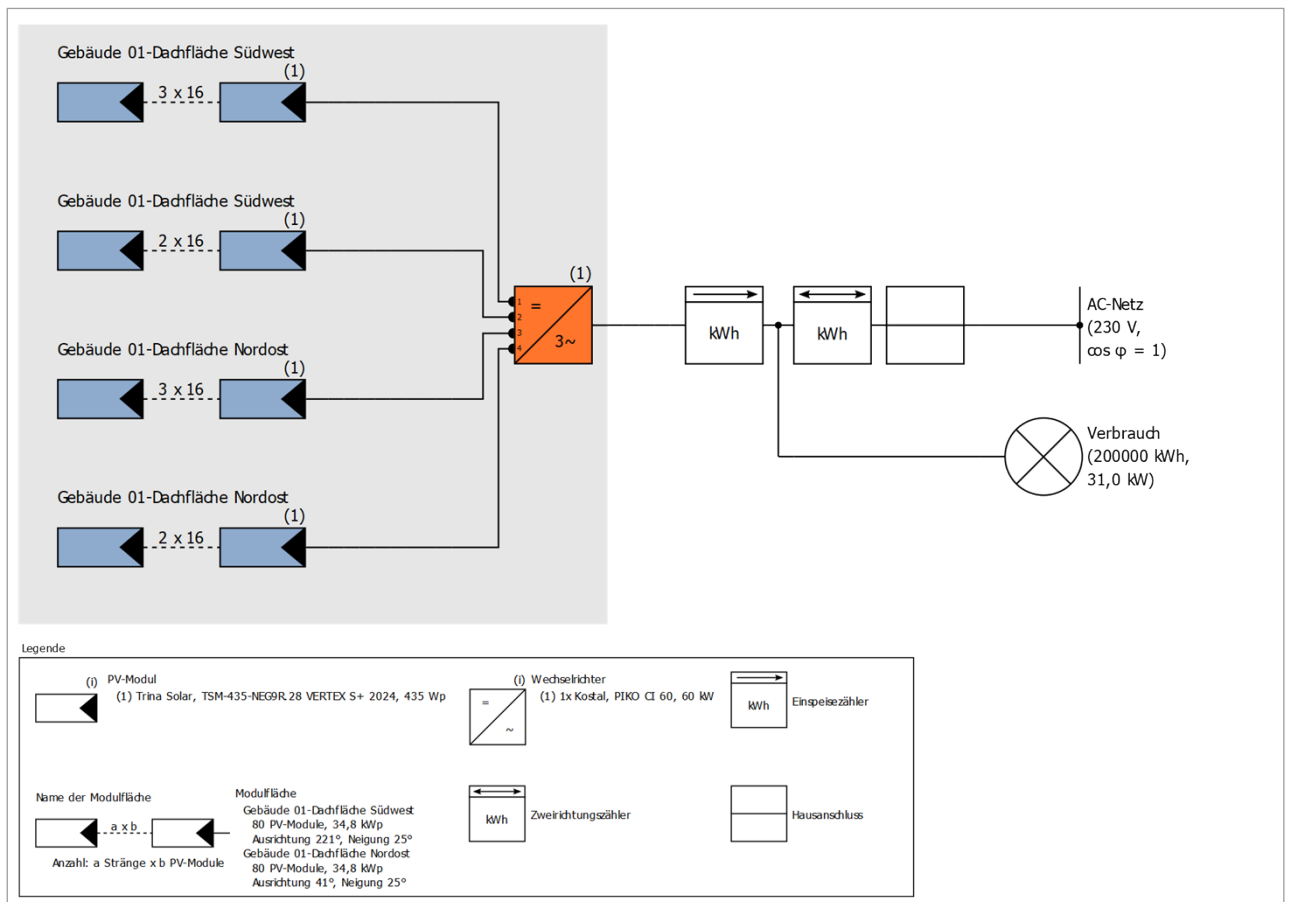 Gebäude 01-Dachfläche Südwest
(1)
3 x 16
Gebäude 01-Dachfläche Südwest
(1)
2 x 16
Gebäude 01-Dachfläche Nordost
(1)
3 x 16
Gebäude 01-Dachfläche Nordost
(1)
2 x 16
(1)
1
2
3
4
=
3~
kWh
kWh
AC-Netz
(230 V,
cos φ = 1)
Verbrauch
(200000 kWh,
31,0 kW)
Legende
(i) PV-Modul
(1) Trina Solar, TSM-435-NEG9R.28 VERTEX S+ 2024, 435 Wp
(i) Wechselrichter
(1) 1x Kostal, PIKO CI 60, 60 kW
=
~
kWh
Einspeisezähler
Name der Modulfläche
a x b
Anzahl: a Stränge x b PV-Module
Modulfläche
Gebäude 01-Dachfläche Südwest
80 PV-Module, 34,8 kWp
Ausrichtung 221°, Neigung 25°
Gebäude 01-Dachfläche Nordost
80 PV-Module, 34,8 kWp
Ausrichtung 41°, Neigung 25°
kWh
Zweirichtungszähler
Hausanschluss